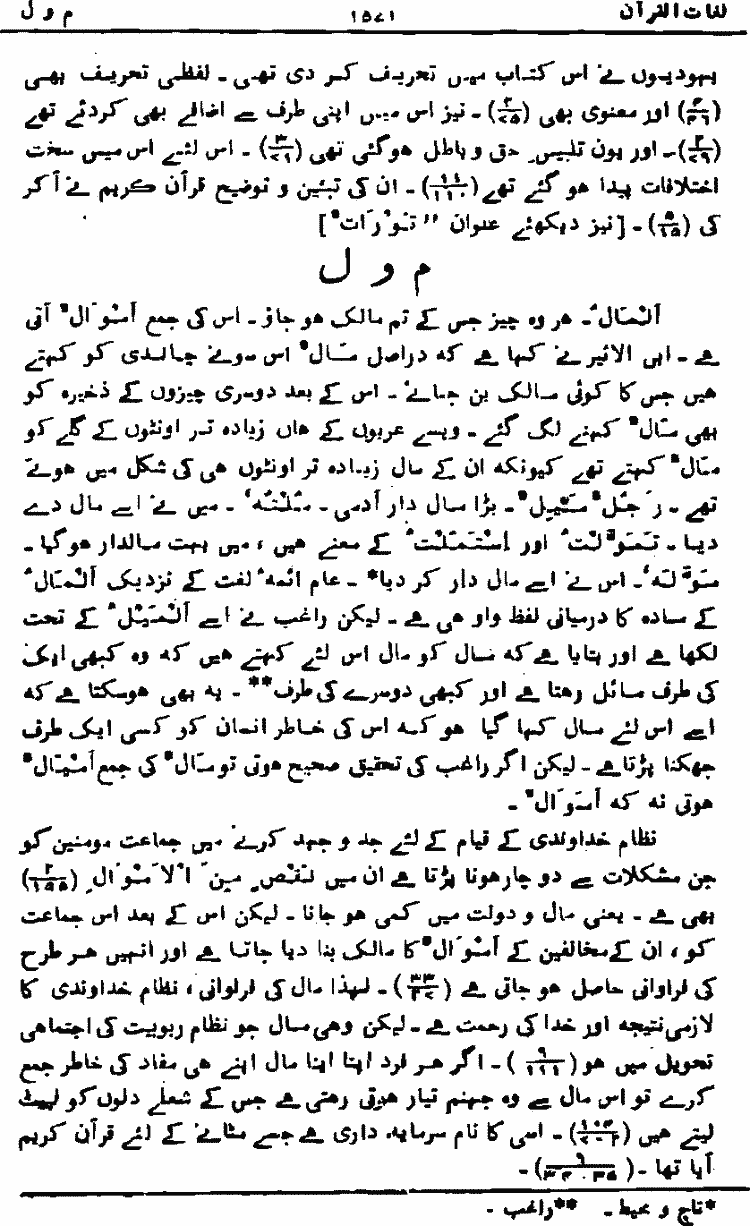 لغات القرآن ۱۵۷۱ م و ل
یہودیوں نے اس کتاب میں تحریف کر دی تھی ـ لفظی تحریف بھی
(۴/۴۶) اور معنوی بھی (۲/۷۵) ـ نیز اس میں اپنی طرف سے اضافے بھی کردئے تھے
(۲/۷۹) ـ اور یون تلبیسِ حق و باطل ہوگئی تھی (۳/۷۱) ـ اس لئے اس میں سخت
اختلافات پیدا ہو گئے تھے (۱۱/۱۱۰) ـ ان کی تبئین و توضیح قرآن کریم نے آ کر
کی (۵/۱۵) ـ [نیز دیکھئے عنوان ’’ تَوْرَاتٌ]
م و ل
اَلْمَالُ ـ ہر وہ چیز جس کے تم مالک ہو جاؤ ـ اس کی جمع اَمْوَالٌ آتی
ہے ـ ابن الاثیر نے کہا ہے کہ دراصل مَالٌ اس سونے چاندی کو کہتے
ہیں جس کا کوئی مالک بن جائے ـ اس کے بعد دوسری چیزوں کے ذخیرہ کو
بھی مَالٌ کہنے لگ گئے ـ ویسے عربوں کے ہاں زیادہ تر اونٹوں کے گلے کو
مَالٌ کہتے تھے کیونکہ ان کے مال زیادہ تر اونٹوں ہی کی شکل میں ہوتے
تھے ـ رَجُلٌ مَیِّلٌ ـ بڑا مال دار آدمی ـ مُلْتُہٗ ـ میں نے اسے مال دے
دیا ـ تَمَوَّلْتُ اور اِسْتَمَلْتُ کے معنے ہیں ، میں بہت مالدار ہوگیا ـ
مَوَّلَہٗ ـ اس نے اسے مال دار کر دیا* ـ عام ائمہٴ لغت کے نزدیک اَلْمَالُ
کے مادہ کا درمیانی لفظ واو ہی ہے ـ لیکن راغب نے اسے اَلْمَیْلُ کے تحت
لکھا ہے اور بتایا ہے کہ مال کو مال اس لئے کہتے ہیں کہ وہ کبھی ایک
کی طرف مائل رہتا ہے اور کبھی دوسرے کی طرف** ـ یہ بھی ہوسکتا ہے کہ
اسے اس لئے مال کہا گیا ہو کہ اس کی خاطر انسان کو کسی ایک طرف
جھکنا پڑتا ہے ـ لیکن اگر راغب کی تحقیق صحیح ہوتی تو مَالٌ کی جمع اَمْیَالٌ
ہوتی نہ کہ اَمْوَالٌ ـ
نظام خداوندی کے قیام کے لئے جد و جہد کرنے میں جماعت مومنین کو
جن مشکلات سے دو چار ہونا پڑتا ہے ان میں نَقْصٍ مِنَ الْاَمْوَالِ (۲/۱۵۵)
بھی ہے ـ یعنی مال و دولت میں کمی ہو جانا ـ لیکن اس کے بعد اس جماعت
کو ، ان کے مخالفین کے اَمْوَالٌ کا مالک بنا دیا جاتا ہے اور انہیں ہر طرح
کی فراوانی حاصل ہو جاتی ہے (۳۳/۲۷) ـ لہذا مال کی فراوانی ، نظام خداوندی کا
لازمی نتیجہ اور خدا کی رحمت ہے ـ لیکن وہی مال جو نظام ربوبیت کی اجتماعی
تحویل میں ہو (۹/۱۱۱) ـ اگر ہر فرد اپنا اپنا مال اپنے ہی مفاد کی خاطر جمع
کرے تو اس مال سے وہ جہنم تیار ہوتی رہتی ہے جس کے شعلے دلوں کو لپیٹ
لیتے ہیں (۱۰۴/۲-۷) ـ اسی کا نام سرمایہ داری ہے جسے مٹانے کے لئے قرآن کریم
آیا تھا ـ (۹/۳۴،۳۵) ـ
*تاج و محیط ـ **راغب ـ